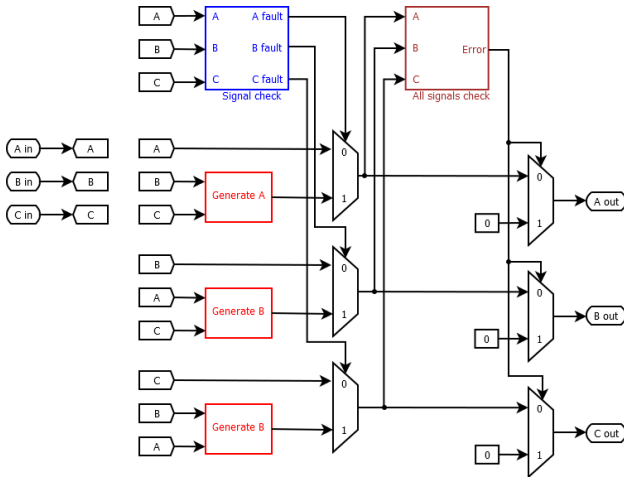 A
B
C
A
B
C
A fault
B fault
C fault
Signal check
A
B
C
Error
All signals check
A in
A
B in
B
C in
C
A
B
C
Generate A
0
1
0
1
0
A out
B
A
C
Generate B
0
1
0
1
0
B out
C
B
A
Generate B
0
1
0
1
0
C out